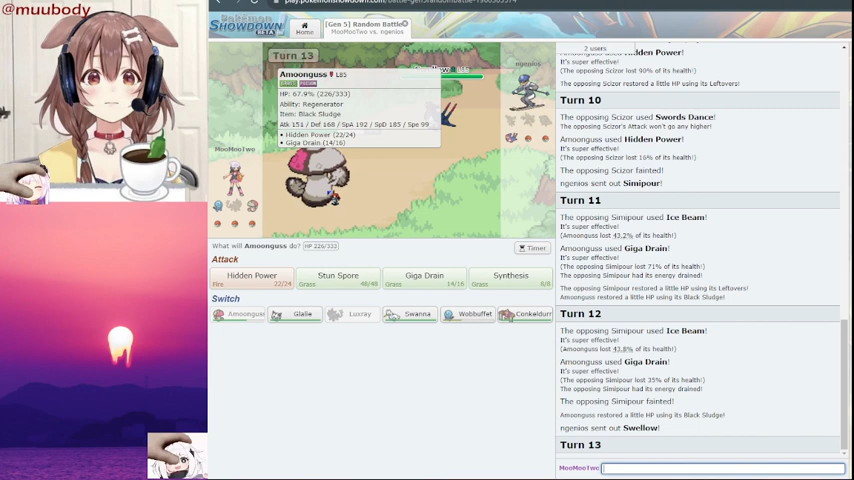 @muubody
play.pokemonshowdown.com/battle-gen5randombattle-
Pokémon
SHOWDOWN
BETA
Home
[Gen 5] Random Battle
MooMooTwo vs. ngenios
Turn 13
Amoonguss L85
HP: 67.9% (226/333)
Ability: Regenerator
Item: Black Sludge
Atk 151 / Def 168 / SpA 192 / SpD 185 / Spe 99
• Hidden Power (22/24)
• Giga Drain (14/16)
ngenios
MooMooTwo
What will Amoonguss do? HP 226/333
Timer
Attack
Hidden Power
Fire 22/24
Stun Spore
Grass 48/48
Giga Drain
Grass 14/16
Synthesis
Grass 8/8
Switch
Amoonguss
Glalie
Luxray
Swanna
Wobbuffet
Conkeldurr
2 users
Hidden Power!
It's super effective!
(The opposing Scizor lost 90% of its health!)
The opposing Scizor restored a little HP using its Leftovers!
Turn 10
The opposing Scizor used Swords Dance!
The opposing Scizor's Attack won't go any higher!
Amoonguss used Hidden Power!
It's super effective!
(The opposing Scizor lost 16% of its health!)
The opposing Scizor fainted!
ngenios sent out Simipour!
Turn 11
The opposing Simipour used Ice Beam!
It's super effective!
(Amoonguss lost 43.2% of its health!)
Amoonguss used Giga Drain!
It's super effective!
(The opposing Simipour lost 71% of its health!)
The opposing Simipour had its energy drained!
The opposing Simipour restored a little HP using its Leftovers!
Amoonguss restored a little HP using its Black Sludge!
Turn 12
The opposing Simipour used Ice Beam!
It's super effective!
(Amoonguss lost 43.8% of its health!)
Amoonguss used Giga Drain!
It's super effective!
(The opposing Simipour lost 35% of its health!)
The opposing Simipour had its energy drained!
The opposing Simipour fainted!
Amoonguss restored a little HP using its Black Sludge!
ngenios sent out Swellow!
Turn 13
MooMooTwo